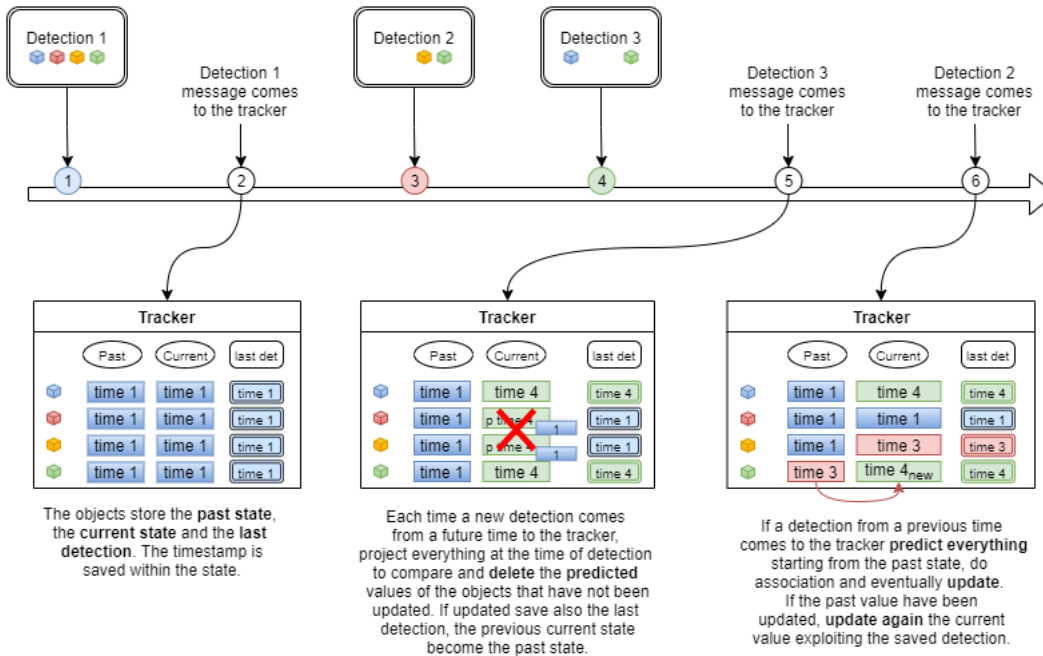 Detection 1
Detection 2
Detection 3
Detection 1
message comes
to the tracker
Detection 3
message comes
to the tracker
Detection 2
message comes
to the tracker
1
2
3
4
5
6
Tracker
Past
Current
last det
time 1
time 1
time 1
time 1
time 1
time 1
time 1
time 1
time 1
time 1
time 1
time 1
The objects store the past state,
the current state and the last
detection. The timestamp is
saved within the state.
Tracker
Past
Current
last det
time 1
time 4
time 4
time 1
p time 4
1
time 1
time 1
p time 4
1
time 1
time 1
time 4
time 4
Each time a new detection comes
from a future time to the tracker,
project everything at the time of detection
to compare and delete the predicted
values of the objects that have not been
updated. If updated save also the last
detection, the previous current state
become the past state.
Tracker
Past
Current
last det
time 1
time 4
time 4
time 1
time 1
time 1
time 1
time 3
time 3
time 3
time 4new
time 4
If a detection from a previous time
comes to the tracker predict everything
starting from the past state, do
association and eventually update.
If the past value have been
updated, update again the current
value exploiting the saved detection.